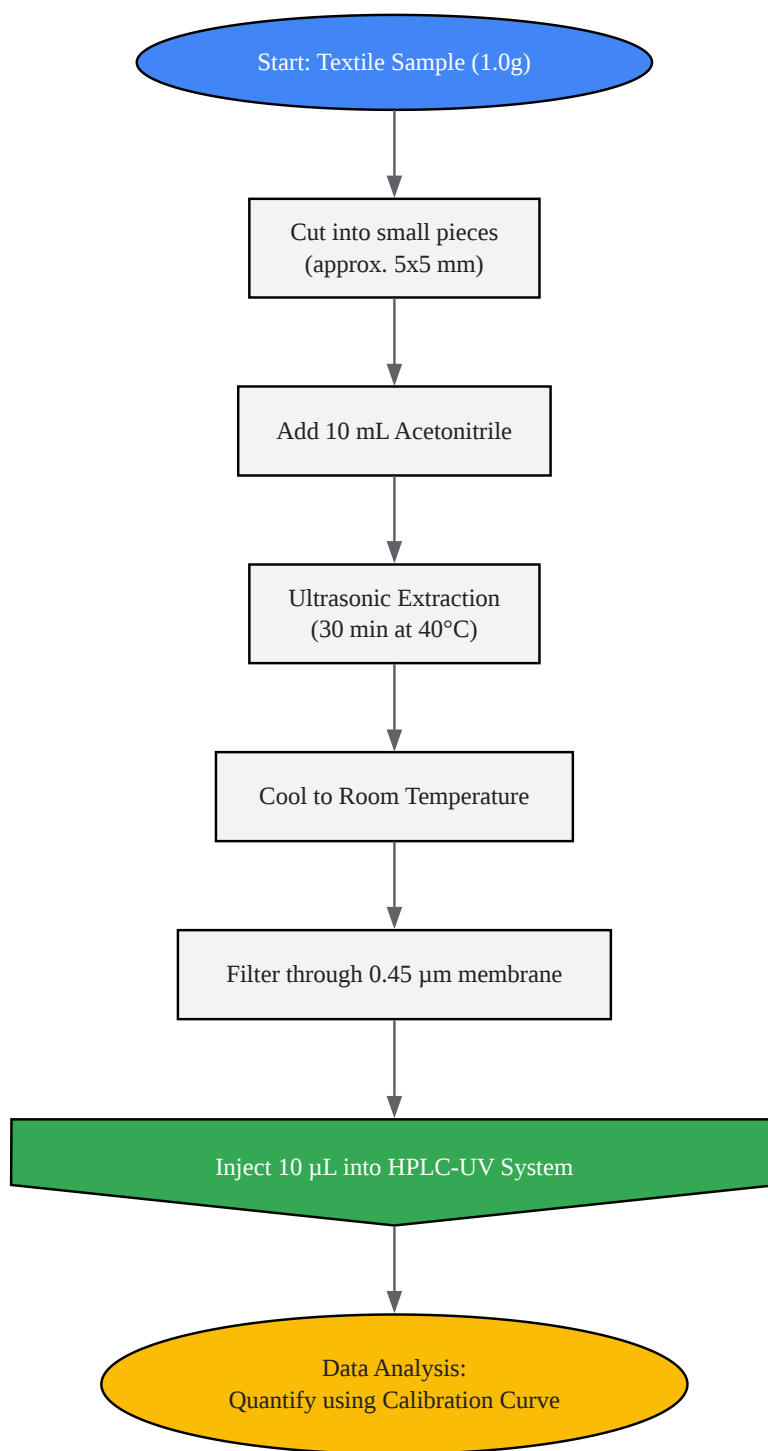 Start: Textile Sample (1.0g)
Cut into small pieces
(approx. 5x5 mm)
Add 10 mL Acetonitrile
Ultrasonic Extraction
(30 min at 40°C)
Cool to Room Temperature
Filter through 0.45 µm membrane
Inject 10 µL into HPLC-UV System
Data Analysis:
Quantify using Calibration Curve